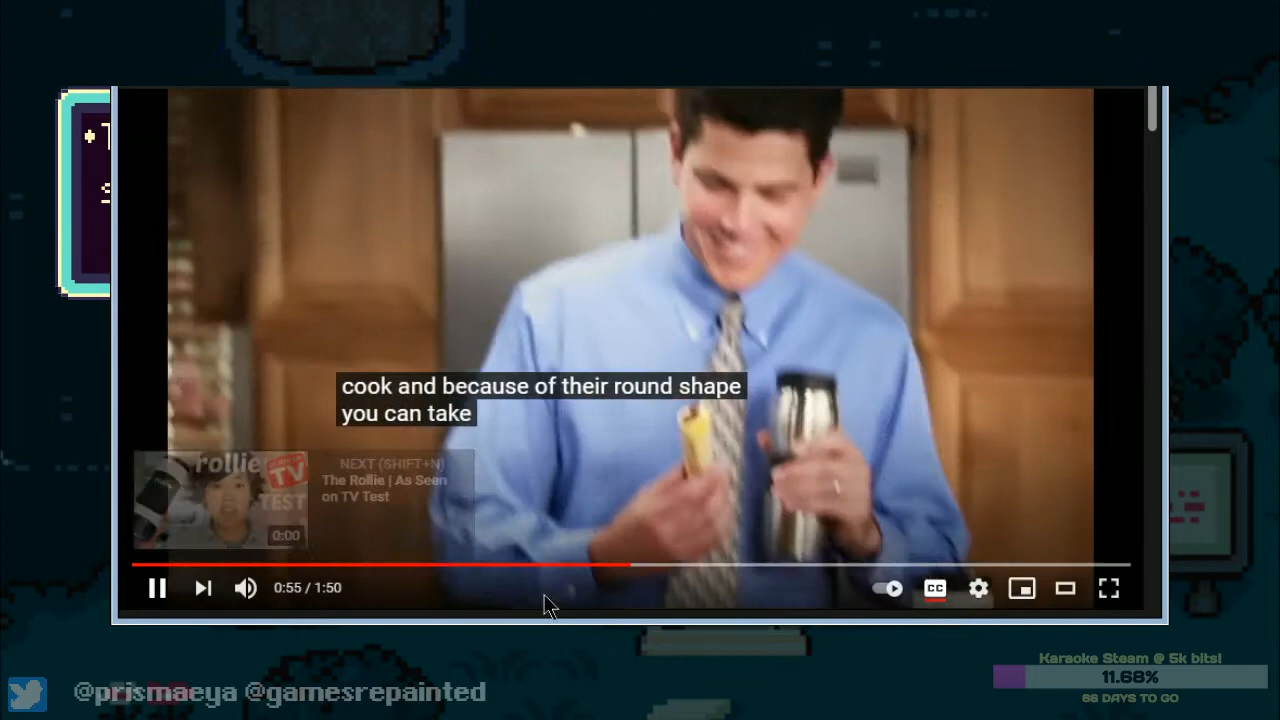 cook and because of their round shape
you can take
rollie
TV
TEST
0:00
NEXT (SHIFT+N)
The Rollie | As Seen
on TV Test
0:55 / 1:50
CC
@prismaeya @gamesrepainted
Karaoke Steam @ 5k bits!
11.68%
66 DAYS TO GO